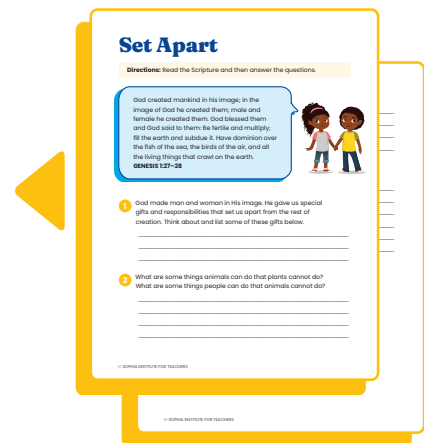 Set Apart
Directions: Read the Scripture and then answer the questions.
God created mankind in his image; in the
image of God he created them; male and
female he created them. God blessed them
and God said to them: Be fertile and multiply;
fill the earth and subdue it. Have dominion over
the fish of the sea, the birds of the air, and all
the living things that crawl on the earth.
GENESIS 1:27–28
1 God made man and woman in His image. He gave us special
gifts and responsibilities that set us apart from the rest of
creation. Think about and list some of these gifts below.
2 What are some things animals can do that plants cannot do?
What are some things people can do that animals cannot do?
© SOPHIA INSTITUTE FOR TEACHERS
© SOPHIA INSTITUTE FOR TEACHERS